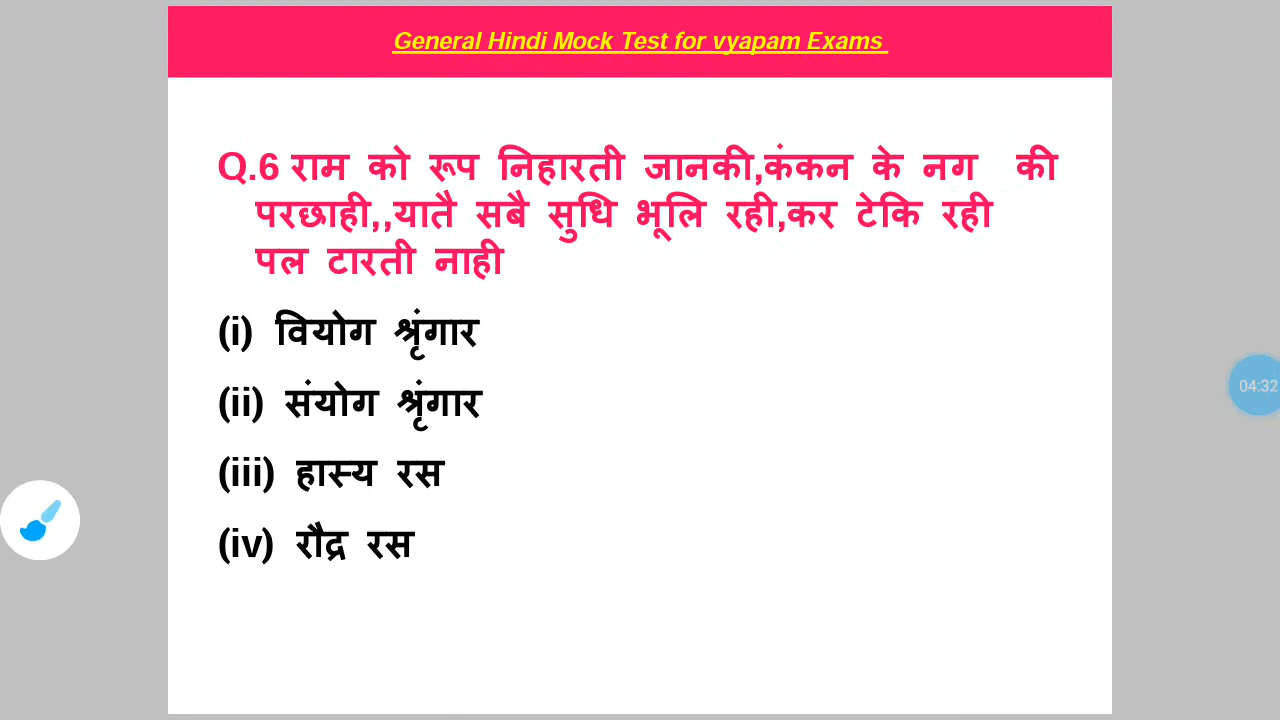 General Hindi Mock Test for vyapam Exams
Q.6 राम को रूप निहारती जानकी,कंकन के नग की
परछाही,,यातै सबै सुधि भूलि रही,कर टेकि रही
पल टारती नाही
(i) वियोग श्रृंगार
(ii) संयोग श्रृंगार
(iii) हास्य रस
(iv) रौद्र रस
04:32